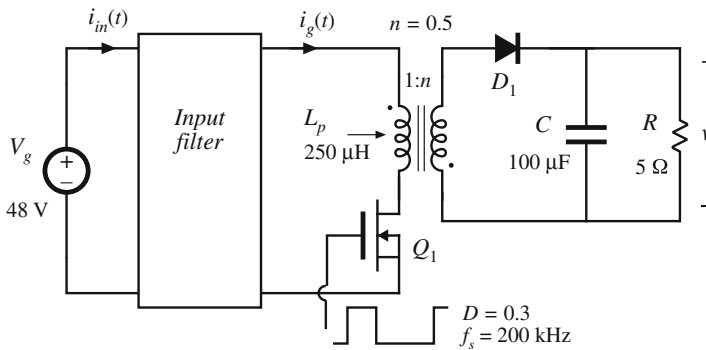 i_in(t)
i_g(t)
n = 0.5
1:n
D_1
Input
filter
L_p
250 μH
C
100 μF
R
5 Ω
V_g
+
−
48 V
Q_1
D = 0.3
f_s = 200 kHz